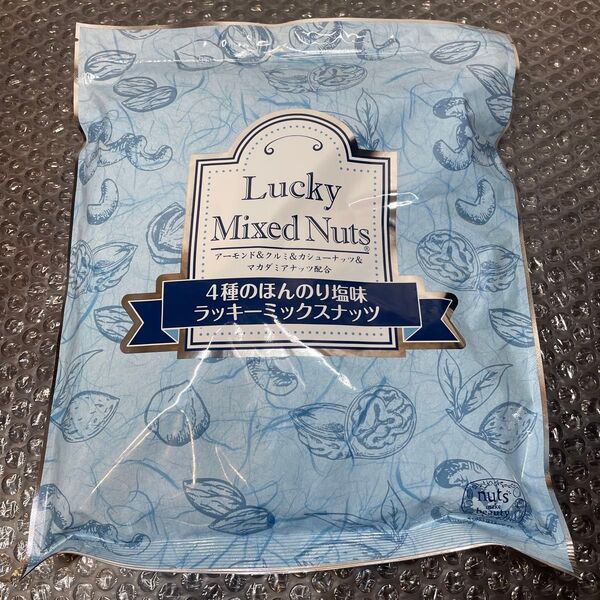 Lucky
Mixed Nuts®
アーモンド&クルミ&カシューナッツ&
マカダミアナッツ配合
4種のほんのり塩味
ラッキーミックスナッツ
nuts
make
beauty